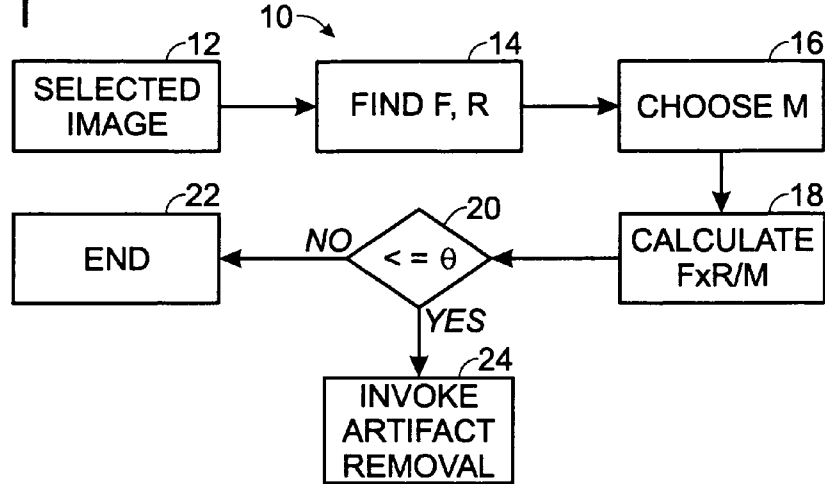 10
12
SELECTED
IMAGE
14
FIND F, R
16
CHOOSE M
18
CALCULATE
FxR/M
20
< = θ
NO
22
END
YES
24
INVOKE
ARTIFACT
REMOVAL